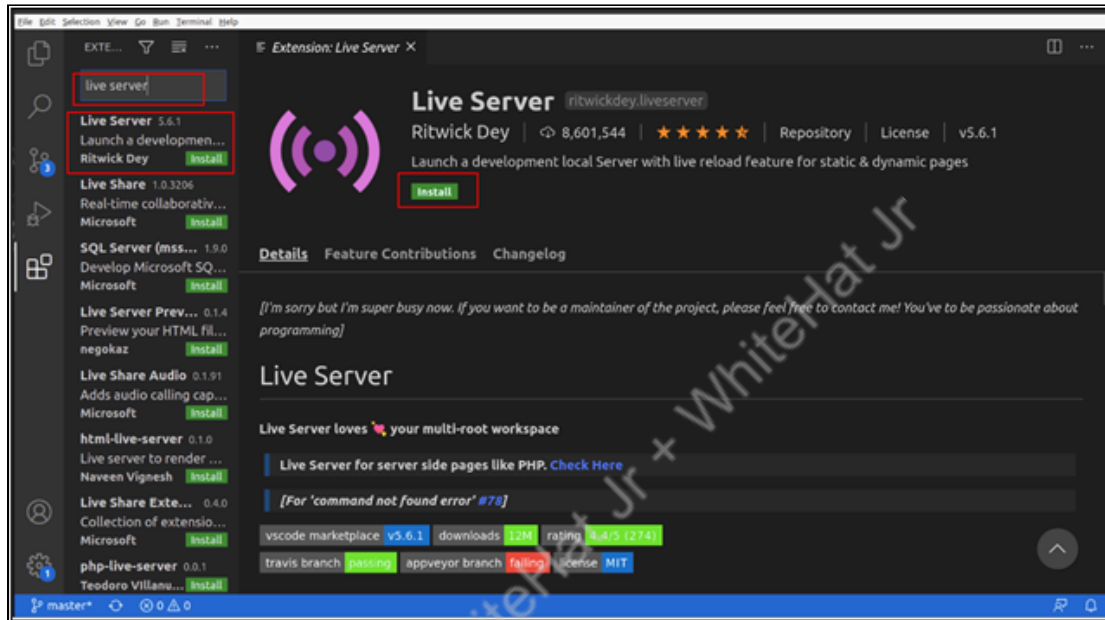 File Edit Selection View Go Run Terminal Help
EXTE...
live server
Live Server 5.6.1
Launch a developmen...
Ritwick Dey Install
Live Share 1.0.3206
Real-time collaborativ...
Microsoft Install
SQL Server (mss... 1.9.0
Develop Microsoft SQ...
Microsoft Install
Live Server Prev... 0.1.4
Preview your HTML fil...
negokaz Install
Live Share Audio 0.1.91
Adds audio calling cap...
Microsoft Install
html-live-server 0.1.0
Live server to render ...
Naveen Vignesh Install
Live Share Exte... 0.4.0
Collection of extensio...
Microsoft Install
php-live-server 0.0.1
Teodoro VIllanu... Install
3
1
Extension: Live Server
Live Server ritwickdey.liveserver
Ritwick Dey 8,601,544 Repository License v5.6.1
Launch a development local Server with live reload feature for static & dynamic pages
Install
Details Feature Contributions Changelog
[I'm sorry but I'm super busy now. If you want to be a maintainer of the project, please feel free to contact me! You've to be passionate about
programming]
Live Server
Live Server loves 💘 your multi-root workspace
Live Server for server side pages like PHP. Check Here
[For 'command not found error' #78]
vscode marketplace v5.6.1 downloads 12M rating 4.4/5 (274)
travis branch passing appveyor branch failing license MIT
master* 0 0
WhiteHat Jr + WhiteHat Jr